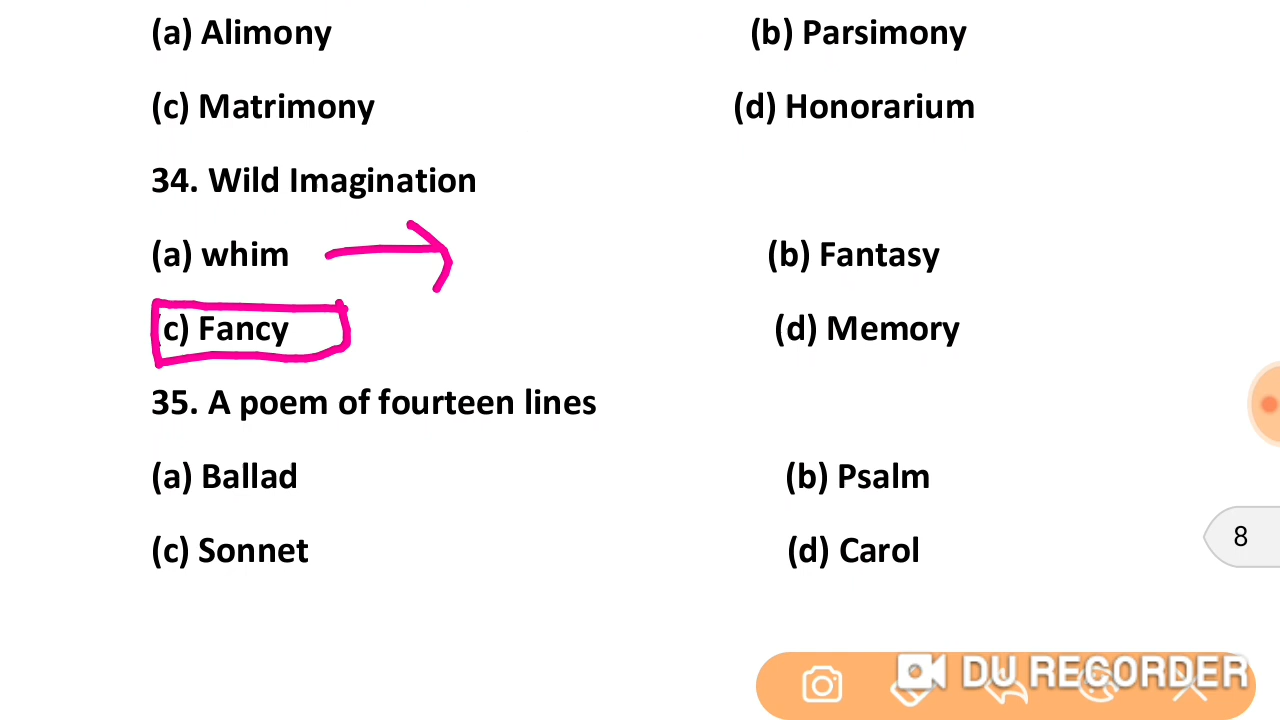 (a) Alimony (b) Parsimony
(c) Matrimony (d) Honorarium
34. Wild Imagination
(a) whim (b) Fantasy
c) Fancy (d) Memory
35. A poem of fourteen lines
(a) Ballad (b) Psalm
(c) Sonnet (d) Carol
8
DU RECORDER